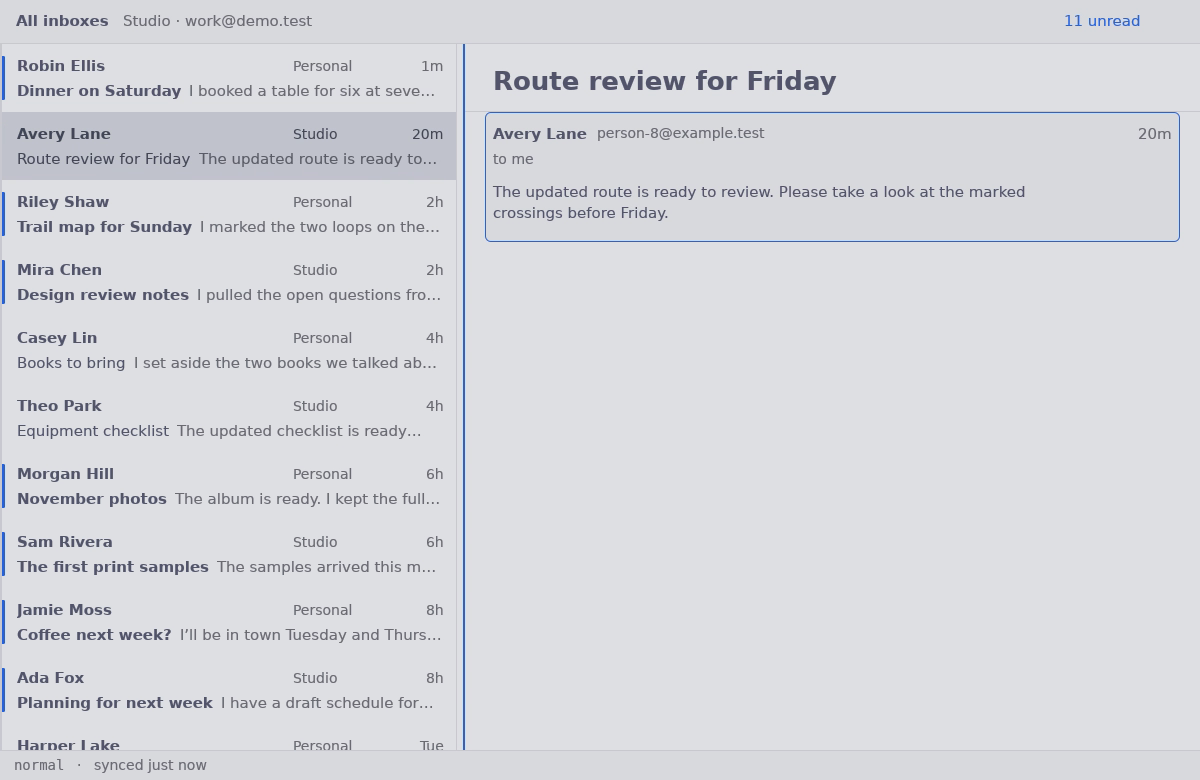 All inboxes Studio · work@demo.test 11 unread
Robin Ellis Personal 1m
Dinner on Saturday I booked a table for six at seve…
Avery Lane Studio 20m
Route review for Friday The updated route is ready to…
Riley Shaw Personal 2h
Trail map for Sunday I marked the two loops on the…
Mira Chen Studio 2h
Design review notes I pulled the open questions fro…
Casey Lin Personal 4h
Books to bring I set aside the two books we talked ab…
Theo Park Studio 4h
Equipment checklist The updated checklist is ready…
Morgan Hill Personal 6h
November photos The album is ready. I kept the full…
Sam Rivera Studio 6h
The first print samples The samples arrived this m…
Jamie Moss Personal 8h
Coffee next week? I’ll be in town Tuesday and Thurs…
Ada Fox Studio 8h
Planning for next week I have a draft schedule for…
Harper Lake Personal Tue
Route review for Friday
Avery Lane person-8@example.test 20m
to me
The updated route is ready to review. Please take a look at the marked
crossings before Friday.
normal · synced just now